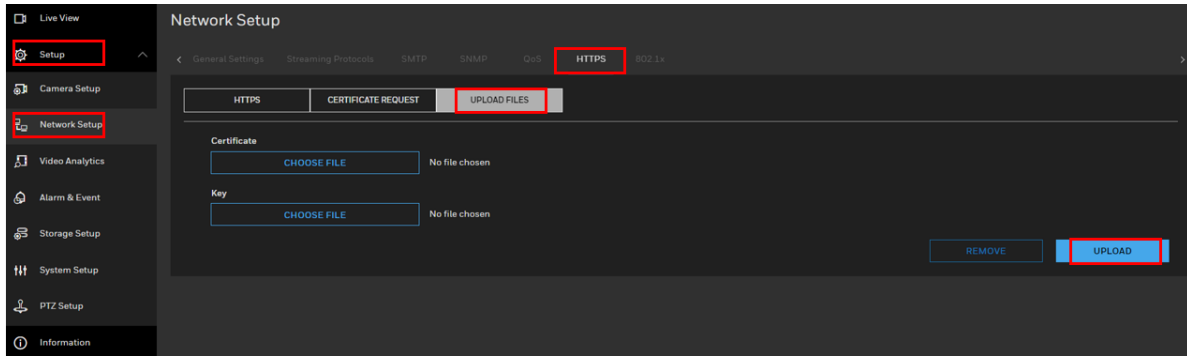 Live View
Network Setup
Setup
General Settings Streaming Protocols SMTP SNMP QoS HTTPS 802.1x
Camera Setup
HTTPS CERTIFICATE REQUEST UPLOAD FILES
Network Setup
Certificate
Video Analytics
CHOOSE FILE No file chosen
Alarm & Event
Key
CHOOSE FILE No file chosen
Storage Setup
REMOVE UPLOAD
System Setup
PTZ Setup
Information